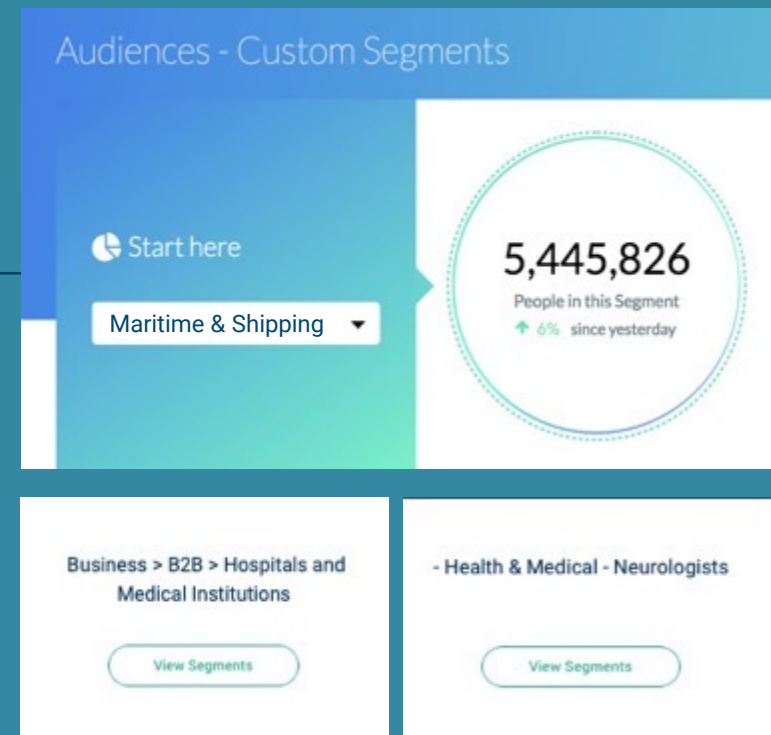 Audiences - Custom Segments
Start here
Maritime & Shipping
5,445,826
People in this Segment
6% since yesterday
Business > B2B > Hospitals and
Medical Institutions
View Segments
- Health & Medical - Neurologists
View Segments